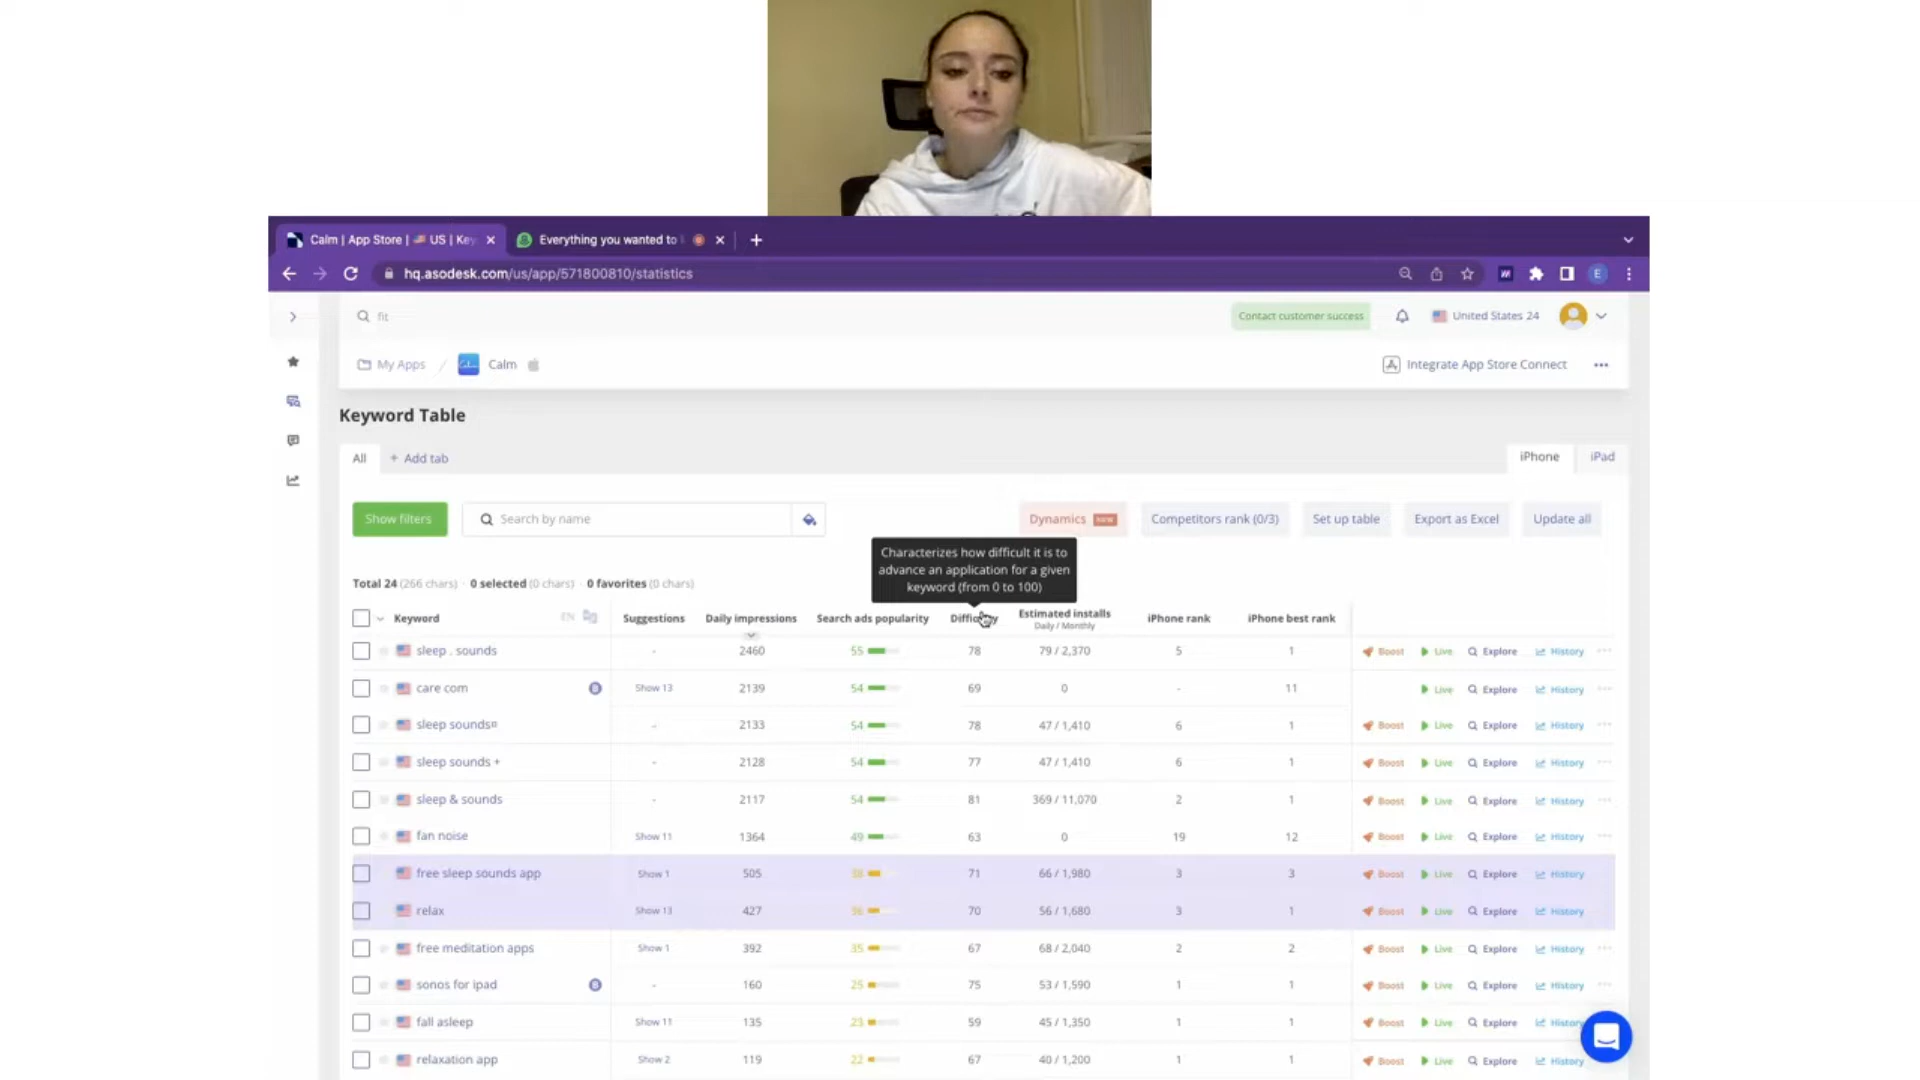 Calm | App Store | US | Key
Everything you wanted to
hq.asodesk.com/us/app/571800810/statistics
E
fit
Contact customer success
United States 24
My Apps / Calm
Integrate App Store Connect
Keyword Table
All + Add tab
iPhone iPad
Show filters
Search by name
Dynamics NEW
Competitors rank (0/3)
Set up table
Export as Excel
Update all
Characterizes how difficult it is to
advance an application for a given
keyword (from 0 to 100)
Total 24 (266 chars) · 0 selected (0 chars) · 0 favorites (0 chars)
Keyword EN Suggestions Daily impressions Search ads popularity Difficulty Estimated installs Daily / Monthly iPhone rank iPhone best rank
sleep . sounds - 2460 55 78 79 / 2,370 5 1 Boost Live Explore History
care com Show 13 2139 54 69 0 - 11 Live Explore History
sleep sounds¤ - 2133 54 78 47 / 1,410 6 1 Boost Live Explore History
sleep sounds + - 2128 54 77 47 / 1,410 6 1 Boost Live Explore History
sleep & sounds - 2117 54 81 369 / 11,070 2 1 Boost Live Explore History
fan noise Show 11 1364 49 63 0 19 12 Boost Live Explore History
free sleep sounds app Show 1 505 38 71 66 / 1,980 3 3 Boost Live Explore History
relax Show 13 427 36 70 56 / 1,680 3 1 Boost Live Explore History
free meditation apps Show 1 392 35 67 68 / 2,040 2 2 Boost Live Explore History
sonos for ipad - 160 25 75 53 / 1,590 1 1 Boost Live Explore History
fall asleep Show 11 135 23 59 45 / 1,350 1 1 Boost Live Explore History
relaxation app Show 2 119 22 67 40 / 1,200 1 1 Boost Live Explore History